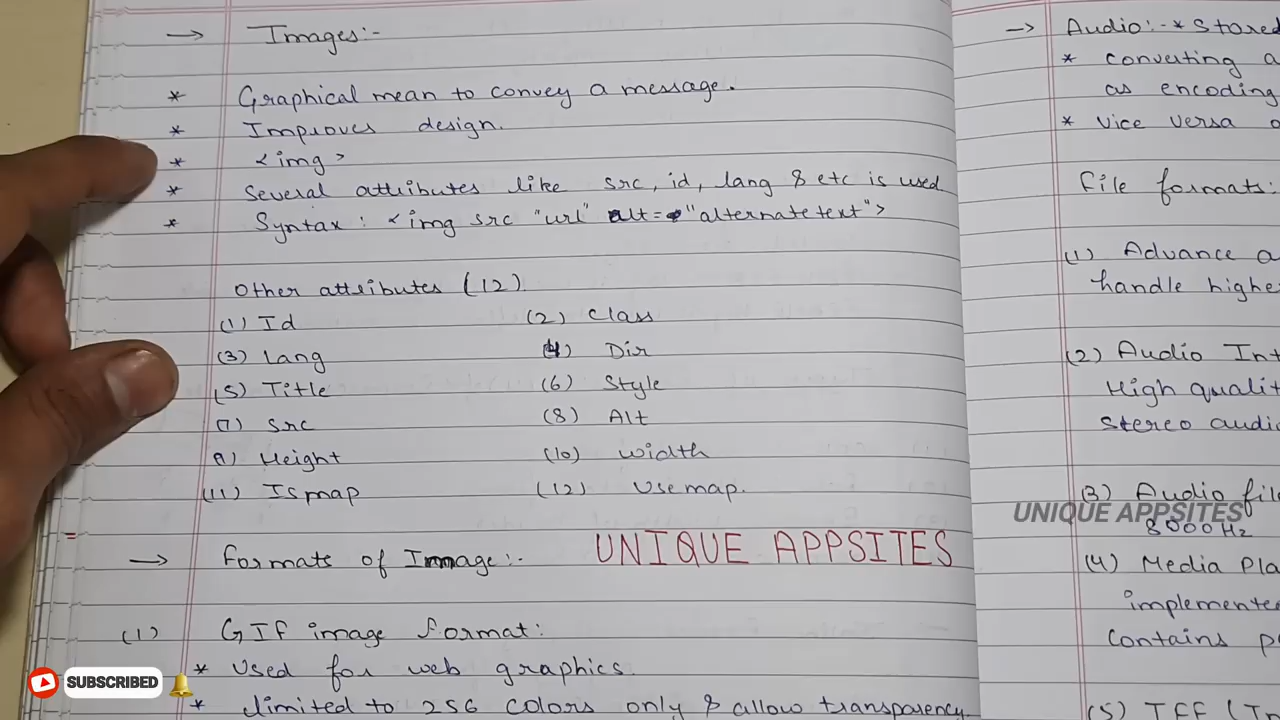 → Images:-
* Graphical mean to convey a message.
* Improves design.
* <img>
* Several attributes like src, id, lang & etc is used
* Syntax : <img src "url" alt= "alternate text">
Other attributes (12)
(1) Id (2) Class
(3) Lang (4) Dir
(5) Title (6) Style
(7) Src (8) Alt
(9) Height (10) Width
(11) Ismap (12) Usemap.
→ Formats of Image:-
UNIQUE APPSITES
(1) GIF image format:
* Used for web graphics.
* limited to 256 colors only & allow transparency
→ Audio:- * Stored
* converting a
as encoding
* vice versa
File formats:
(1) Advance a
handle highe
(2) Audio Int
High qualit
stereo audi
(3) Audio fil
UNIQUE APPSITES
8000Hz
(4) Media Pla
implemente
contains p
(5) IFF (In
SUBSCRIBED